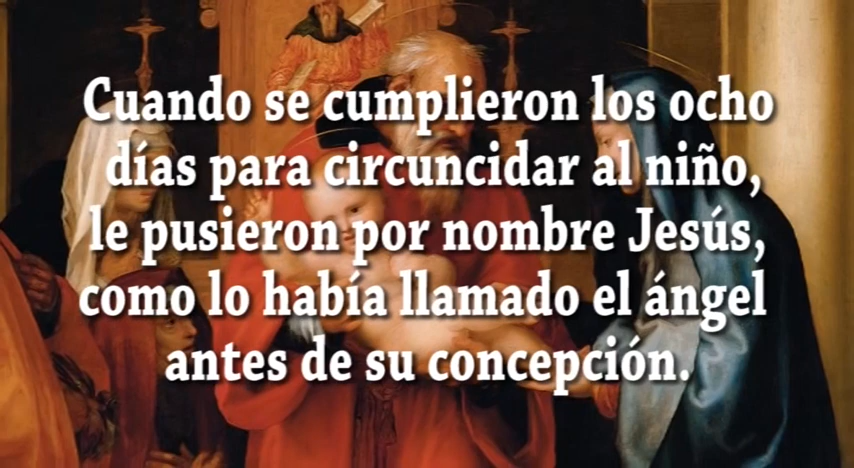 Cuando se cumplieron los ocho
días para circuncidar al niño,
le pusieron por nombre Jesús,
como lo había llamado el ángel
antes de su concepción.